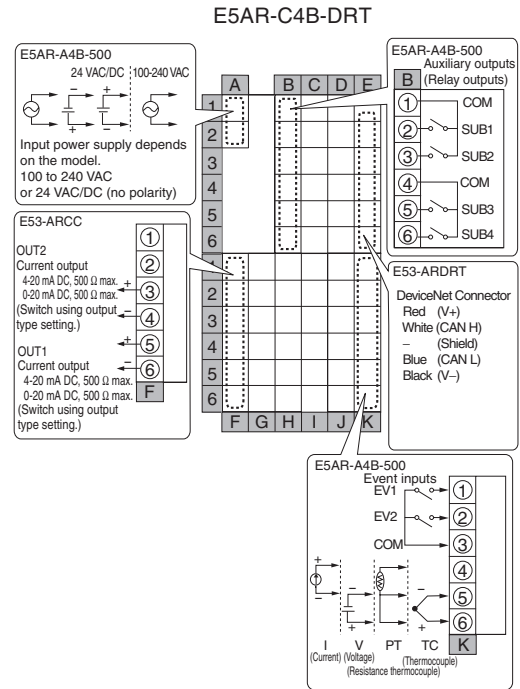 E5AR-C4B-DRT
E5AR-A4B-500
24 VAC/DC
100-240 VAC
− + + −
Input power supply depends
on the model.
100 to 240 VAC
or 24 VAC/DC (no polarity)
A B C D E
1
2
3
4
5
6
1
2
3
4
5
6
F G H I J K
E5AR-A4B-500
Auxiliary outputs
(Relay outputs)
B
1 COM
2 SUB1
3 SUB2
4 COM
5 SUB3
6 SUB4
E53-ARCC
OUT2
Current output
4-20 mA DC, 500 Ω max.
0-20 mA DC, 500 Ω max.
(Switch using output
type setting.)
OUT1
Current output
4-20 mA DC, 500 Ω max.
0-20 mA DC, 500 Ω max.
(Switch using output
type setting.)
1
2
+ 3
− 4
+ 5
− 6
F
E53-ARDRT
DeviceNet Connector
Red (V+)
White (CAN H)
– (Shield)
Blue (CAN L)
Black (V–)
E5AR-A4B-500
Event inputs
EV1 1
EV2 2
COM 3
4
5
6
K
+ −
− +
− +
I V PT TC
(Current) (Voltage) (Thermocouple)
(Resistance thermocouple)